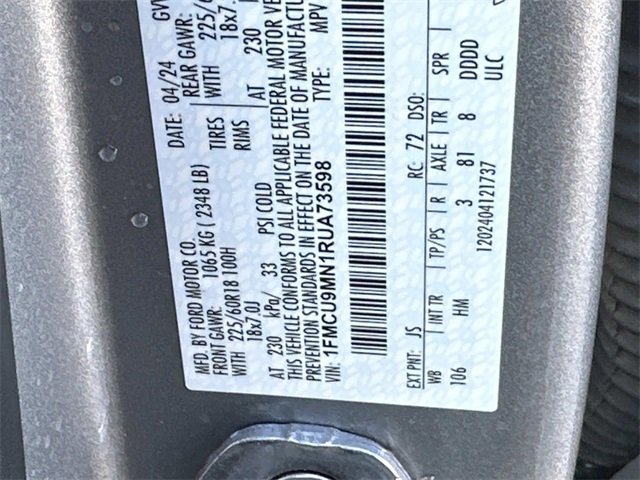 MFD. BY FORD MOTOR CO.
DATE: 04/24 GV
FRONT GAWR: 1065 KG ( 2348 LB)
REAR GAWR:
WITH 225/60R18 100H TIRES WITH 225/6
18x7.0J RIMS 18x7.
AT 230 kPa/ 33 PSI COLD AT 230
THIS VEHICLE CONFORMS TO ALL APPLICABLE FEDERAL MOTOR VE
PREVENTION STANDARDS IN EFFECT ON THE DATE OF MANUFACTUR
VIN: 1FMCU9MN1RUA73598 TYPE: MPV
EXT PNT: JS RC: 72 DSO:
WB INT TR TP/PS R AXLE TR SPR
106 HM 3 81 8 DDDD
1202404121737 ULC